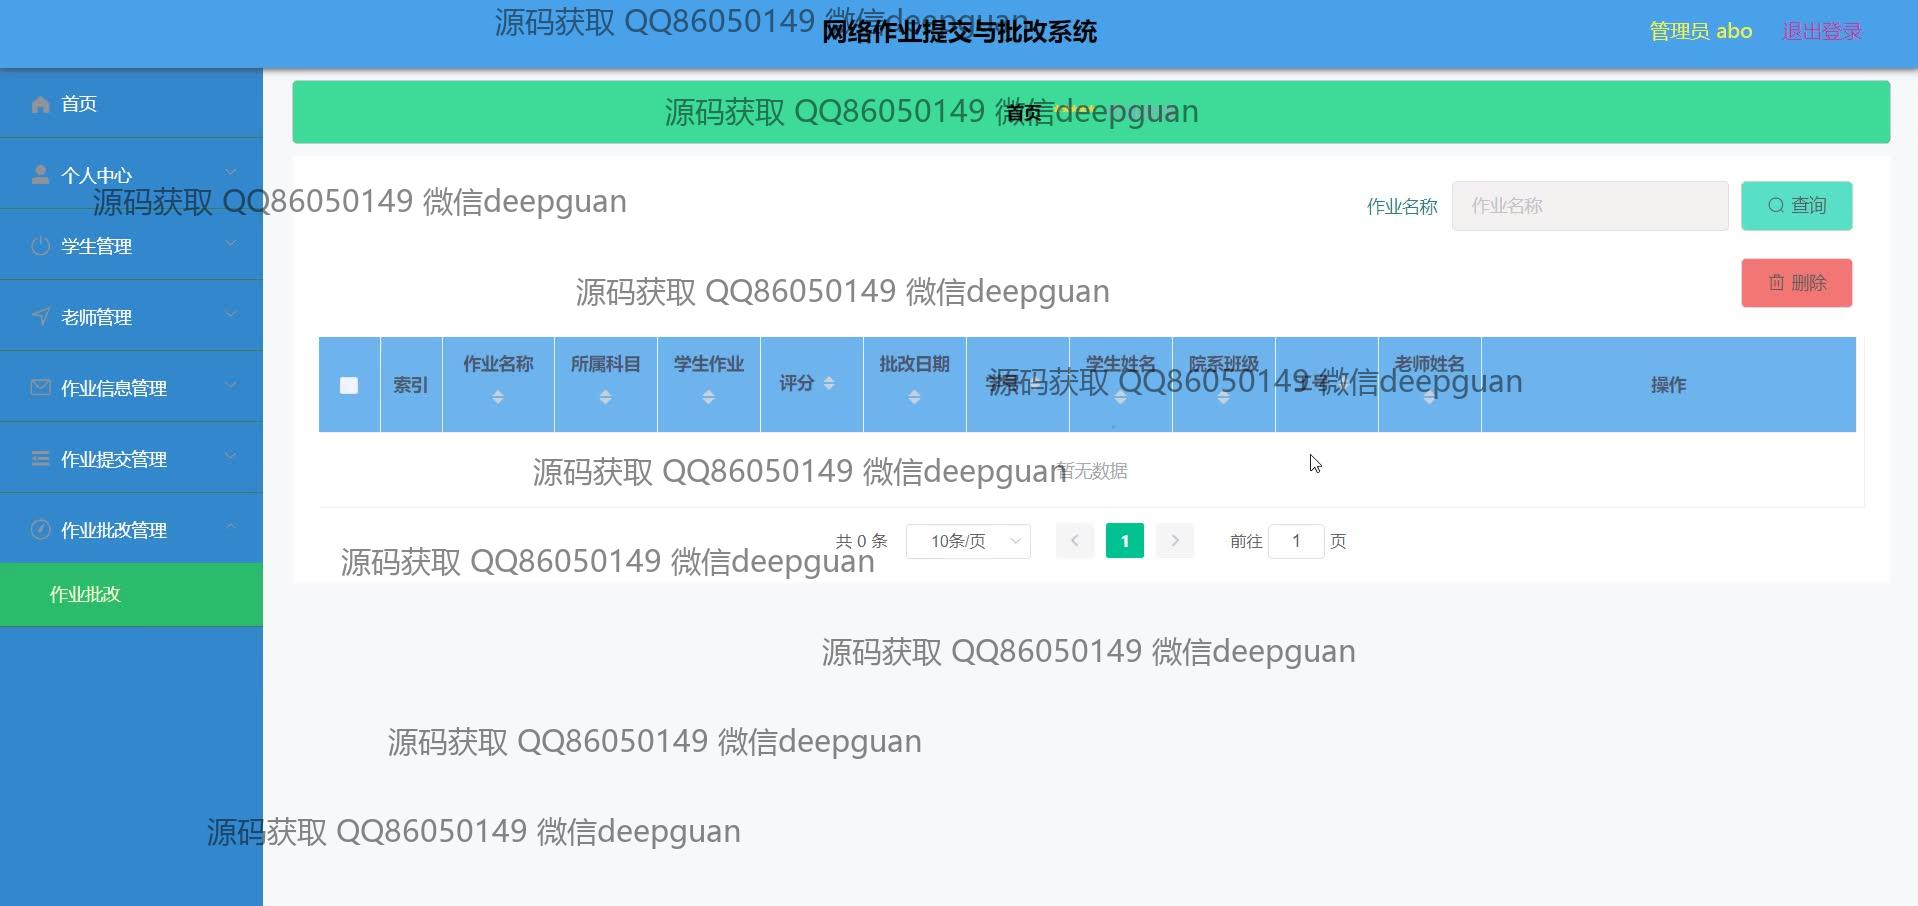 网络作业提交与批改系统
管理员 abo
退出登录
源码获取 QQ86050149 微信deepguan
首页
个人中心
学生管理
老师管理
作业信息管理
作业提交管理
作业批改管理
作业批改
首页
源码获取 QQ86050149 微信deepguan
源码获取 QQ86050149 微信deepguan
作业名称
作业名称
查询
源码获取 QQ86050149 微信deepguan
删除
索引
作业名称
所属科目
学生作业
评分
批改日期
学号
学生姓名
院系班级
工号
老师姓名
操作
源码获取 QQ86050149 微信deepguan
源码获取 QQ86050149 微信deepguan
暂无数据
共 0 条
10条/页
1
前往
1
页
源码获取 QQ86050149 微信deepguan
源码获取 QQ86050149 微信deepguan
源码获取 QQ86050149 微信deepguan
源码获取 QQ86050149 微信deepguan